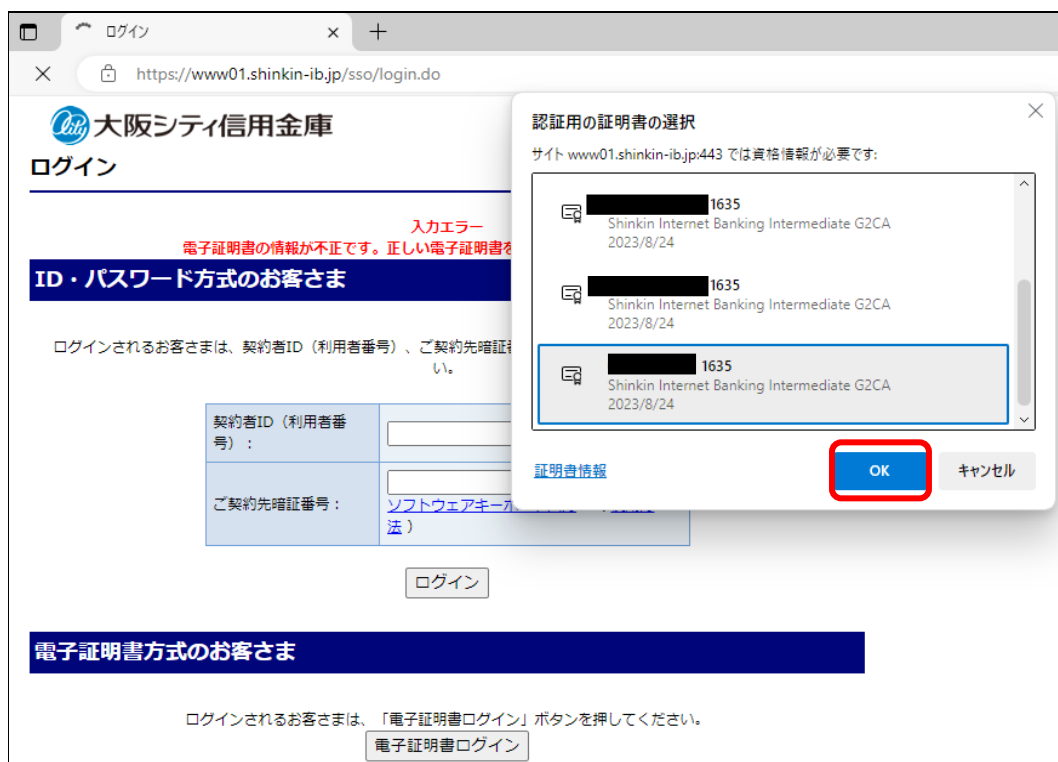 ログイン
https://www01.shinkin-ib.jp/sso/login.do
City 大阪シティ信用金庫
ログイン
入力エラー
電子証明書の情報が不正です。正しい電子証明書を
ID・パスワード方式のお客さま
ログインされるお客さまは、契約者ID(利用者番号)、ご契約先暗証
い。
契約者ID(利用者番
号):
ご契約先暗証番号:
ソフトウェアキーボ
法)
ログイン
電子証明書方式のお客さま
ログインされるお客さまは、「電子証明書ログイン」ボタンを押してください。
電子証明書ログイン
認証用の証明書の選択
サイト www01.shinkin-ib.jp:443 では資格情報が必要です:
1635
Shinkin Internet Banking Intermediate G2CA
2023/8/24
1635
Shinkin Internet Banking Intermediate G2CA
2023/8/24
1635
Shinkin Internet Banking Intermediate G2CA
2023/8/24
証明書情報
OK
キャンセル